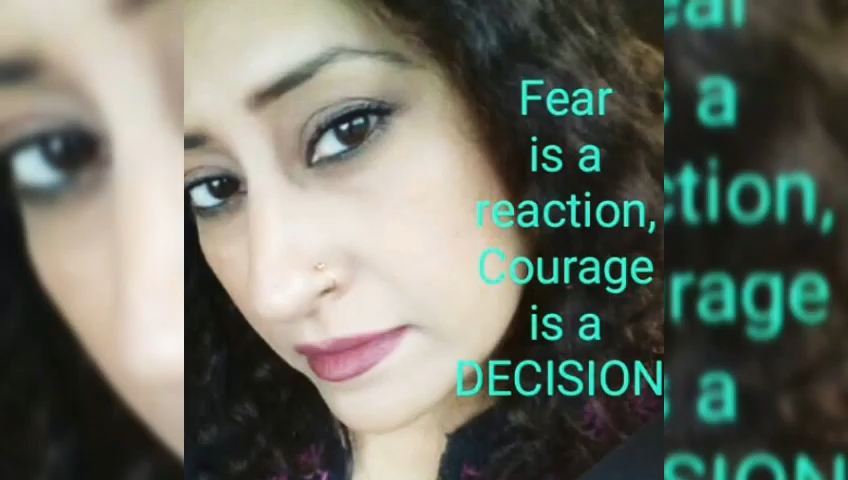 Fear
is a
reaction,
Courage
is a
DECISION